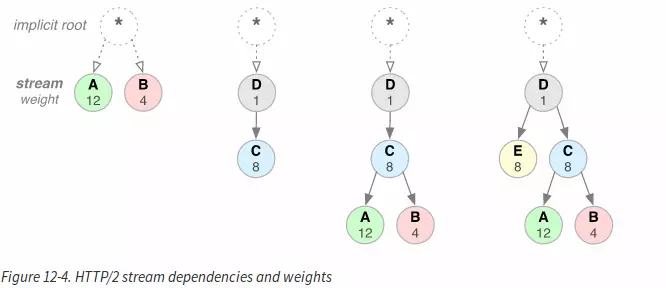 implicit root * * * *
stream A B D D D
weight 12 4 1 1 1
C C E C
8 8 8 8
A B A B
12 4 12 4
Figure 12-4. HTTP/2 stream dependencies and weights